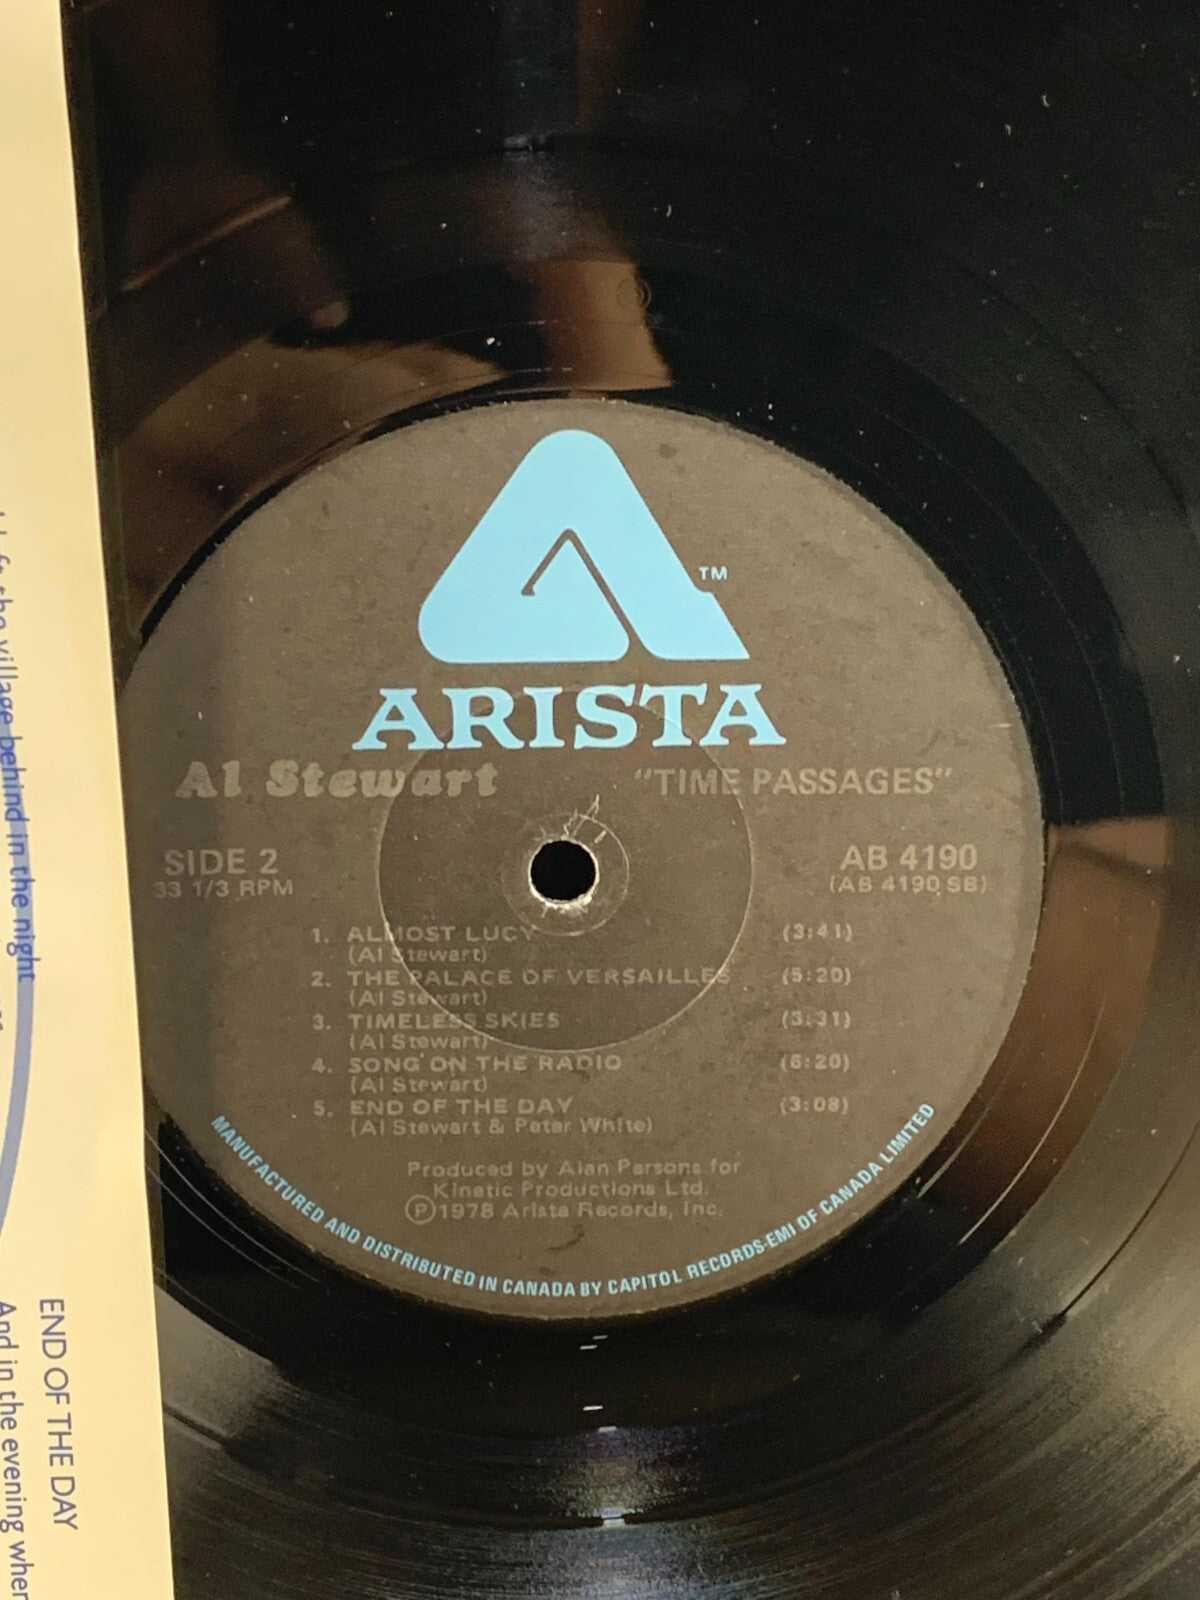 TM
ARISTA
Al Stewart "TIME PASSAGES"
SIDE 2 AB 4190
33 1/3 RPM (AB 4190 SB)
1. ALMOST LUCY (3:41)
(Al Stewart)
2. THE PALACE OF VERSAILLES (5:20)
(Al Stewart)
3. TIMELESS SKIES (3:31)
(Al Stewart)
4. SONG ON THE RADIO (6:20)
(Al Stewart)
5. END OF THE DAY (3:08)
(Al Stewart & Peter White)
Produced by Alan Parsons for
Kinetic Productions Ltd.
Ⓟ1978 Arista Records, Inc.
MANUFACTURED AND DISTRIBUTED IN CANADA BY CAPITOL RECORDS-EMI OF CANADA LIMITED
the village behind in the night
END OF THE DAY
And in the evening when